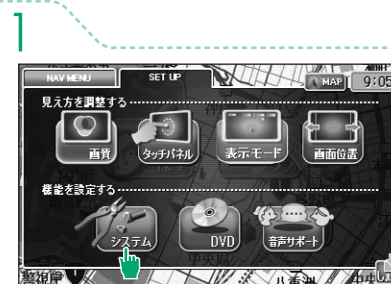 1
NAV MENU SET UP MAP 9:05
見え方を調整する
画質 タッチパネル 表示モード 画面位置
機能を設定する
システム DVD 音声サポート